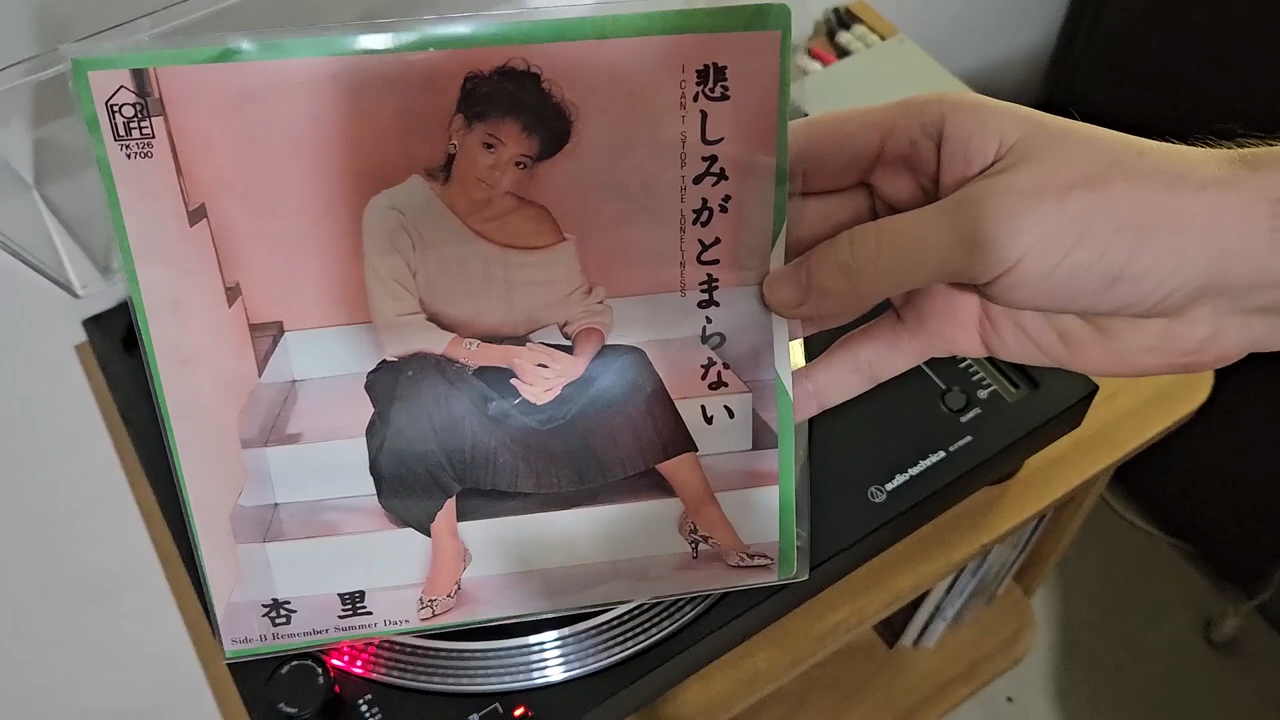 FOR
LIFE
7K-126
¥700
悲しみがとまらない
I CAN'T STOP THE LONELINESS
杏里
Side-B Remember Summer Days
audio-technica